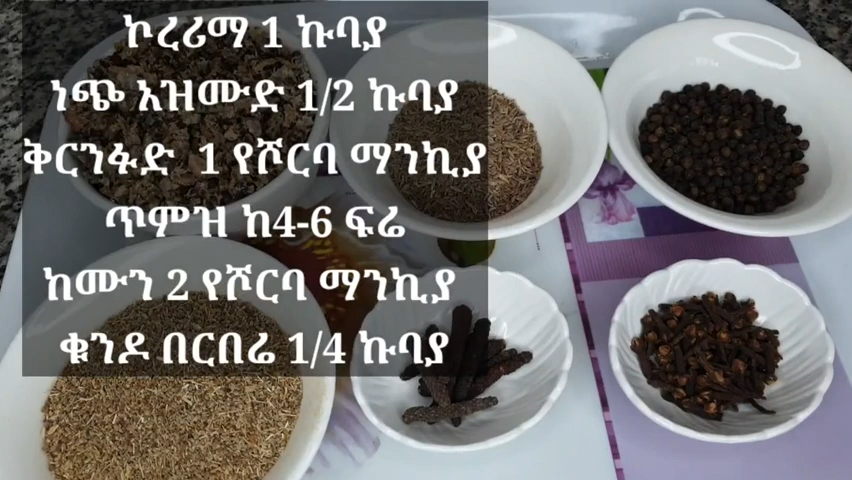 ኮረሪማ 1 ኩባያ
ነጭ አዝሙድ 1/2 ኩባያ
ቅርንፉድ 1 የሾርባ ማንኪያ
ጥምዝ ከ4-6 ፍሬ
ከሙን 2 የሾርባ ማንኪያ
ቁንዶ በርበሬ 1/4 ኩባያ